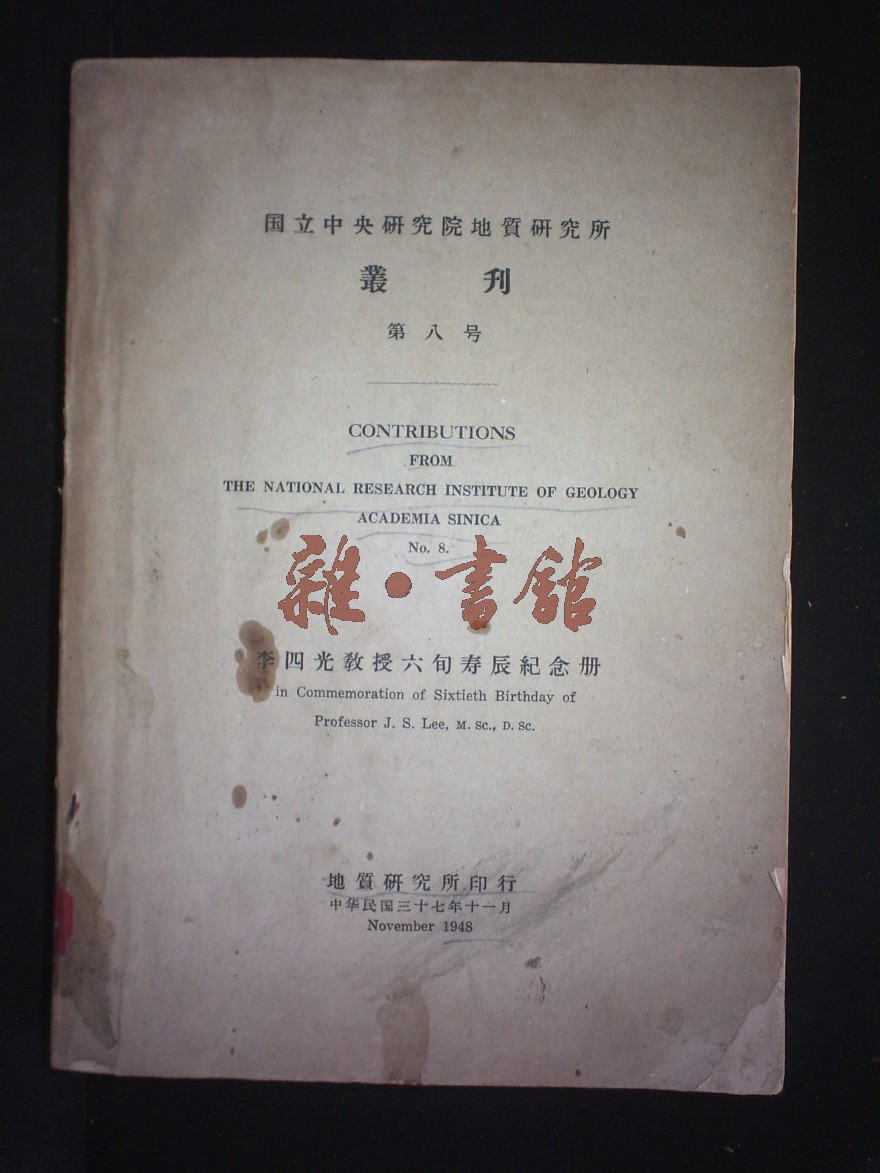 国立中央研究院地質研究所
叢刊
第八号
CONTRIBUTIONS
FROM
THE NATIONAL RESEARCH INSTITUTE OF GEOLOGY
ACADEMIA SINICA
No. 8.
雜·書館
李四光教授六旬寿辰紀念册
in Commemoration of Sixtieth Birthday of
Professor J. S. Lee, M. Sc., D. Sc.
地質研究所印行
中华民国三十七年十一月
November 1948